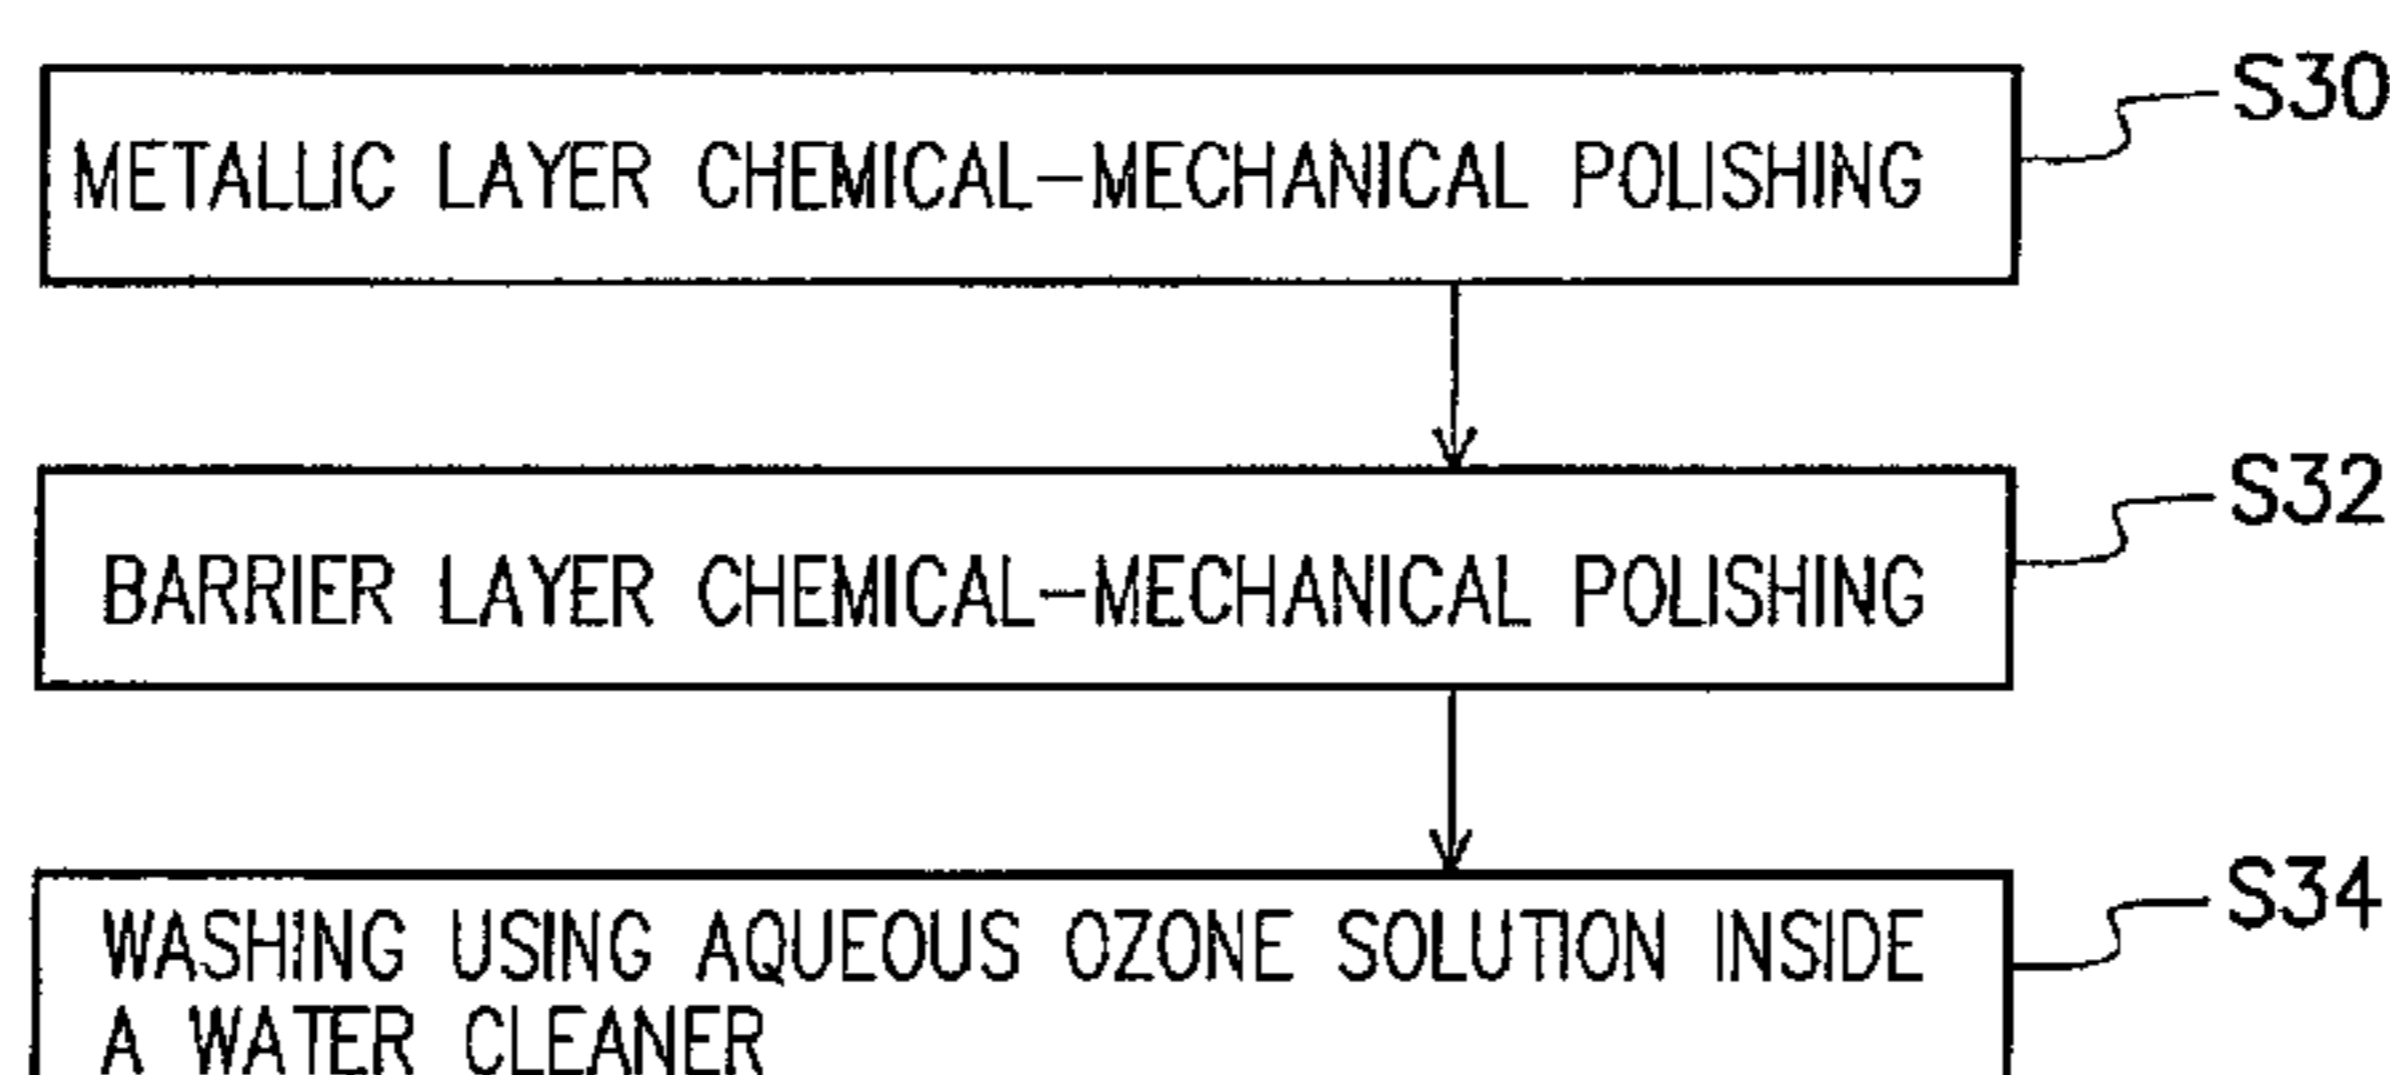 METALLIC LAYER CHEMICAL-MECHANICAL POLISHING
S30
BARRIER LAYER CHEMICAL-MECHANICAL POLISHING
S32
WASHING USING AQUEOUS OZONE SOLUTION INSIDE
A WATER CLEANER
S34